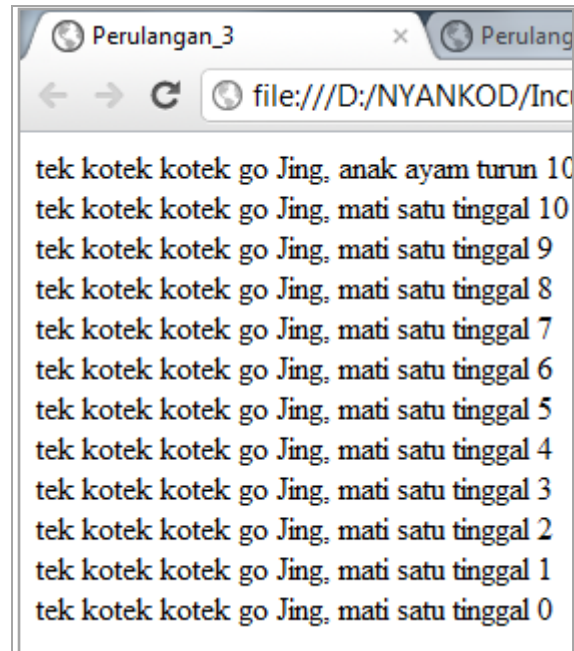 Perulangan_3
Perulang
file:///D:/NYANKOD/Inc
tek kotek kotek go Jing, anak ayam turun 10
tek kotek kotek go Jing, mati satu tinggal 10
tek kotek kotek go Jing, mati satu tinggal 9
tek kotek kotek go Jing, mati satu tinggal 8
tek kotek kotek go Jing, mati satu tinggal 7
tek kotek kotek go Jing, mati satu tinggal 6
tek kotek kotek go Jing, mati satu tinggal 5
tek kotek kotek go Jing, mati satu tinggal 4
tek kotek kotek go Jing, mati satu tinggal 3
tek kotek kotek go Jing, mati satu tinggal 2
tek kotek kotek go Jing, mati satu tinggal 1
tek kotek kotek go Jing, mati satu tinggal 0